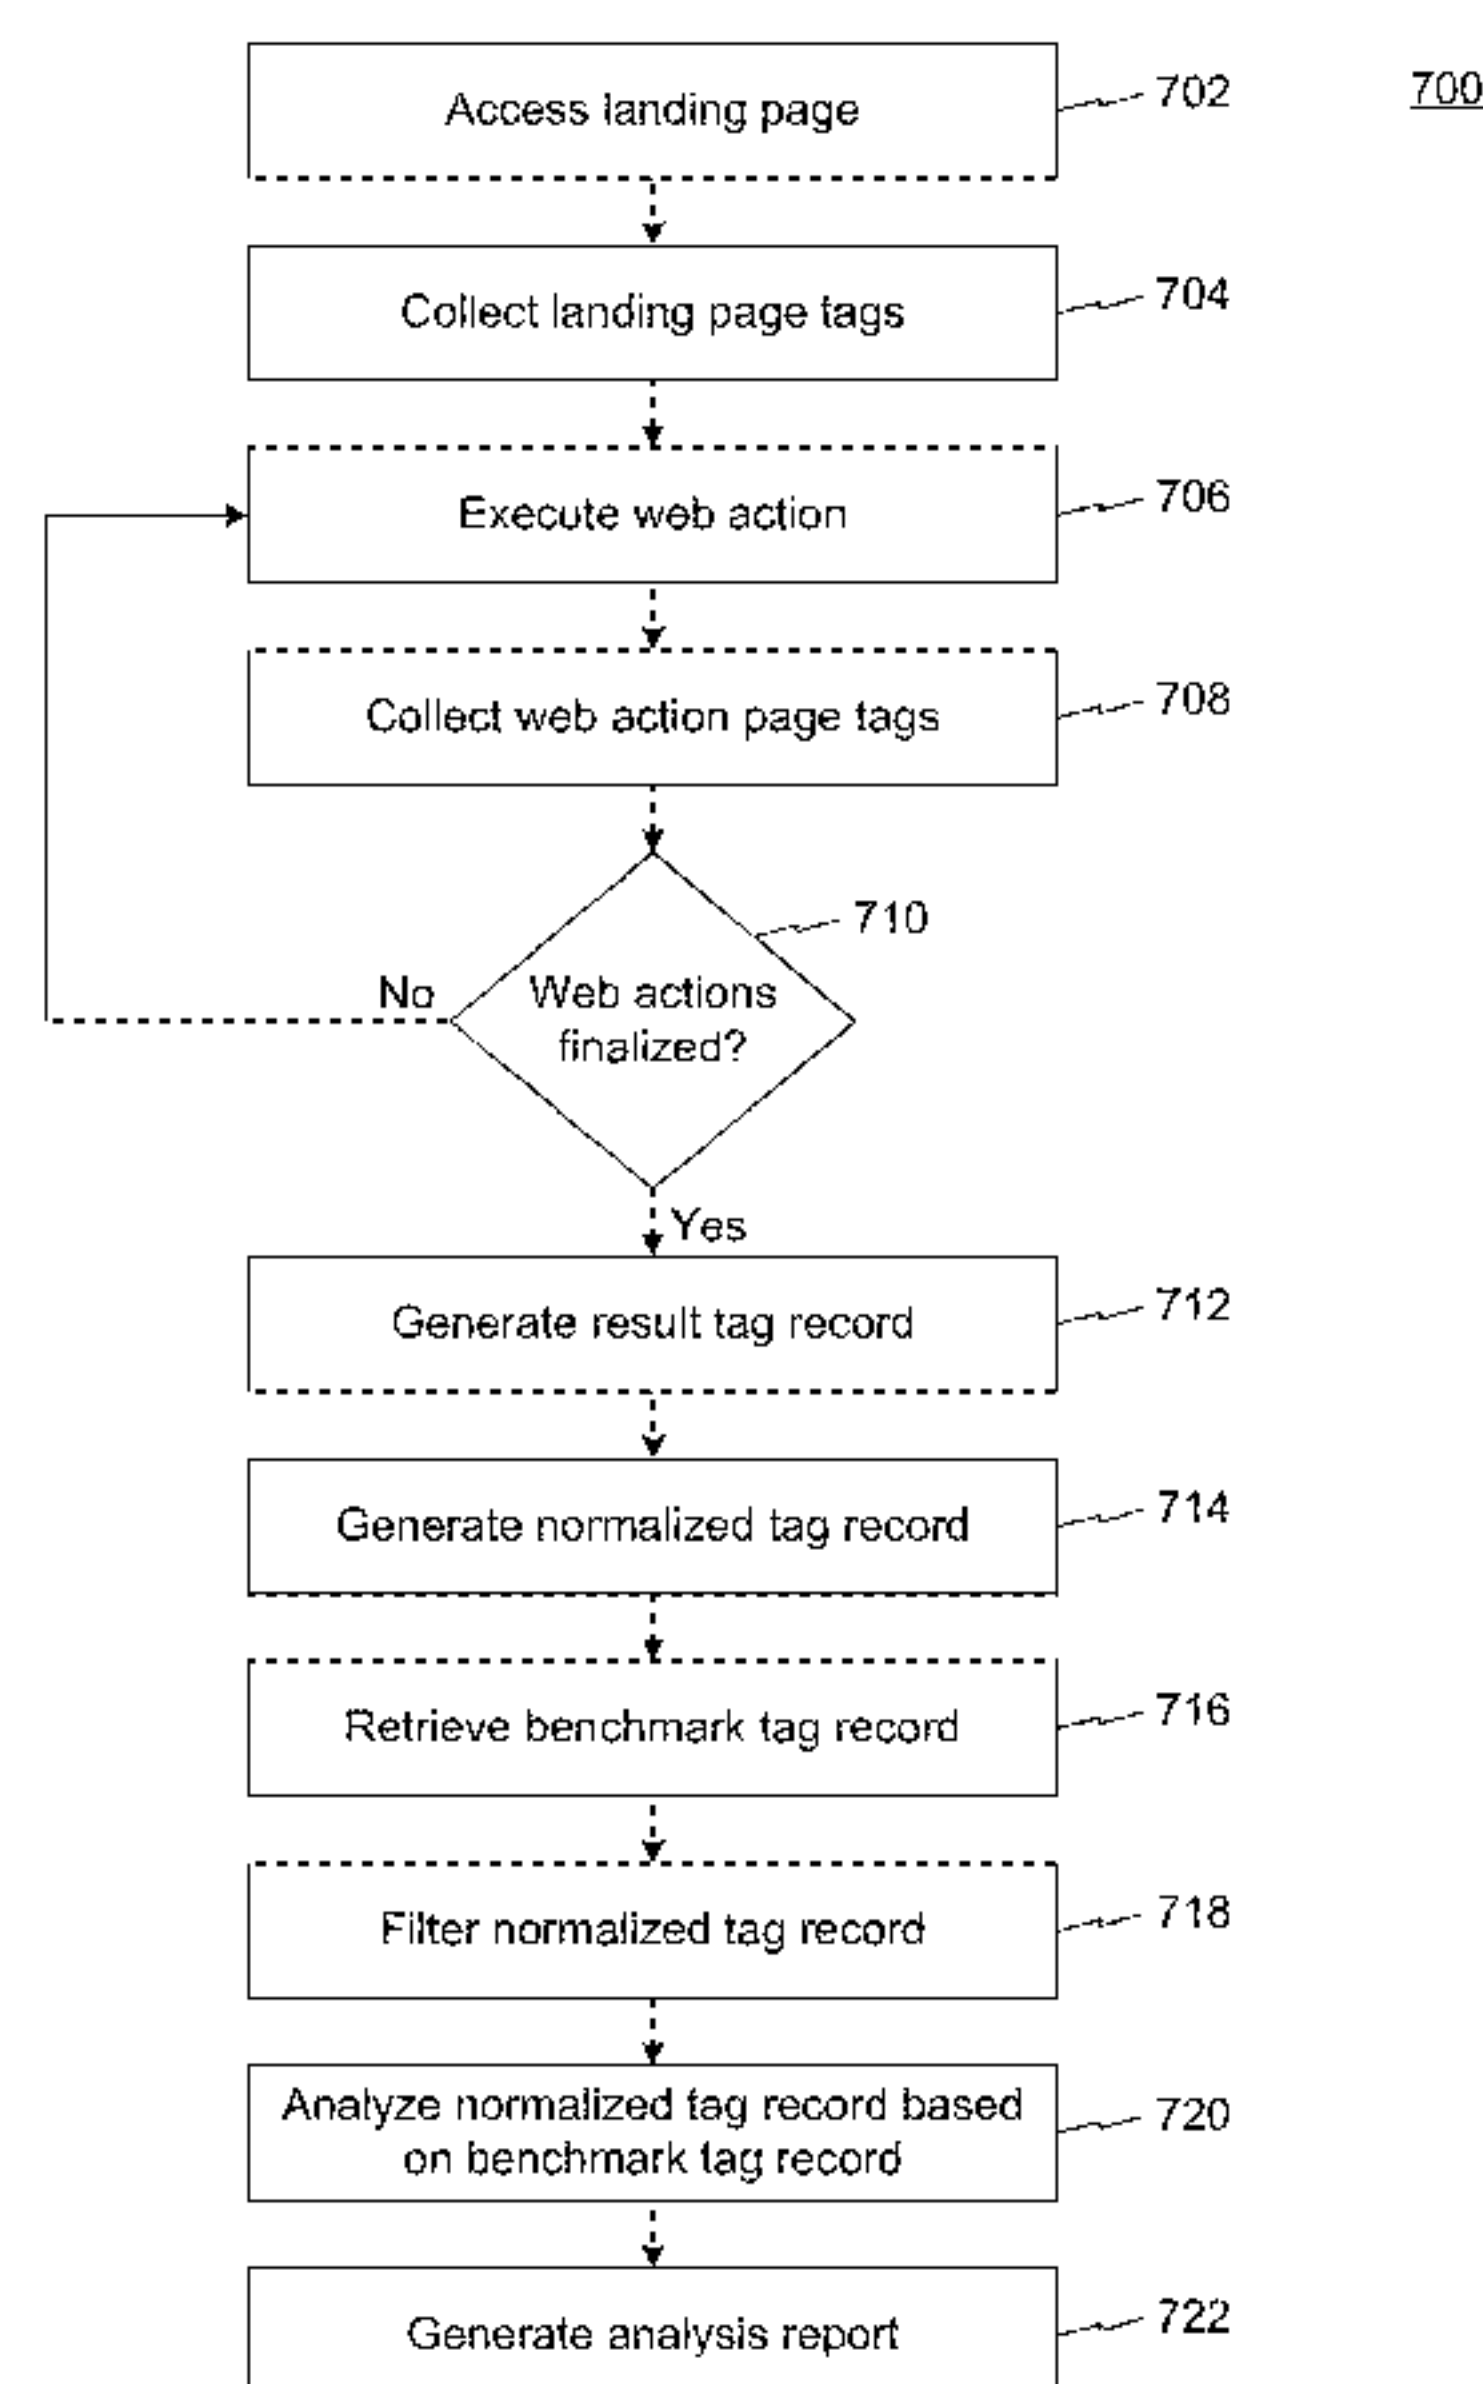 Access landing page
702
700
Collect landing page tags
704
Execute web action
706
Collect web action page tags
708
710
No
Web actions
finalized?
Yes
Generate result tag record
712
Generate normalized tag record
714
Retrieve benchmark tag record
716
Filter normalized tag record
718
Analyze normalized tag record based
on benchmark tag record
720
Generate analysis report
722